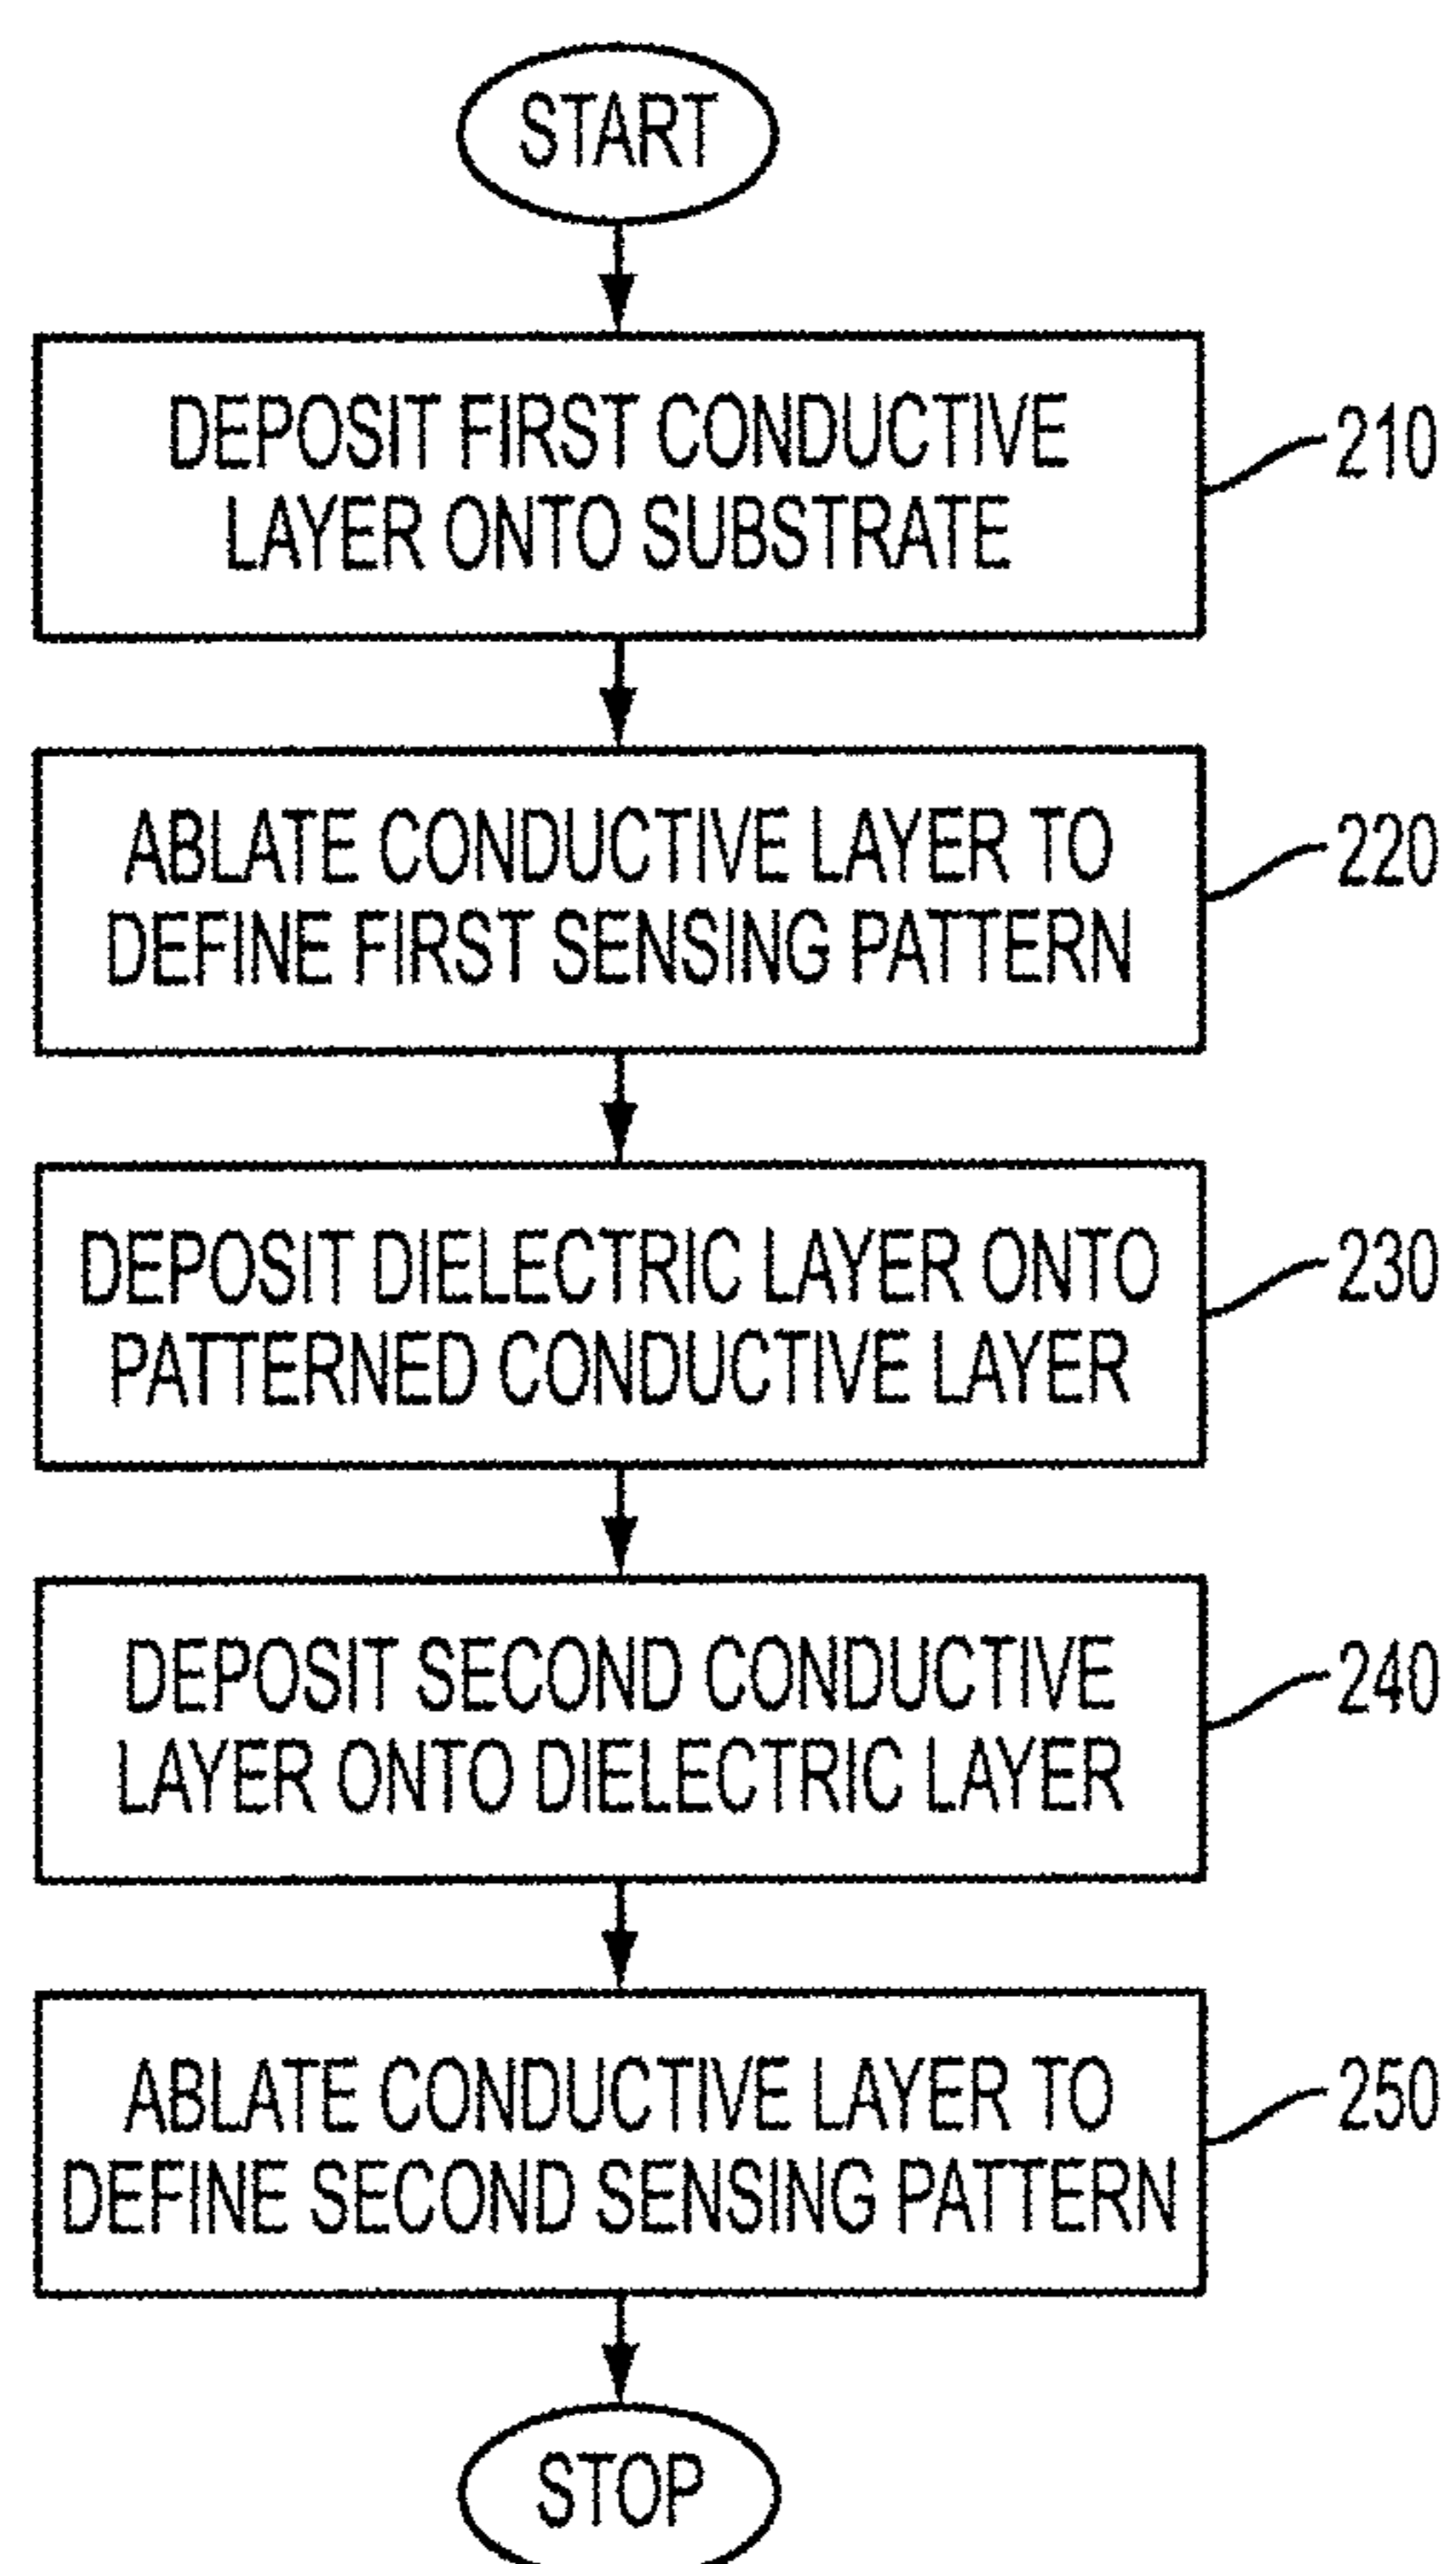 START
DEPOSIT FIRST CONDUCTIVE
LAYER ONTO SUBSTRATE
210
ABLATE CONDUCTIVE LAYER TO
DEFINE FIRST SENSING PATTERN
220
DEPOSIT DIELECTRIC LAYER ONTO
PATTERNED CONDUCTIVE LAYER
230
DEPOSIT SECOND CONDUCTIVE
LAYER ONTO DIELECTRIC LAYER
240
ABLATE CONDUCTIVE LAYER TO
DEFINE SECOND SENSING PATTERN
250
STOP